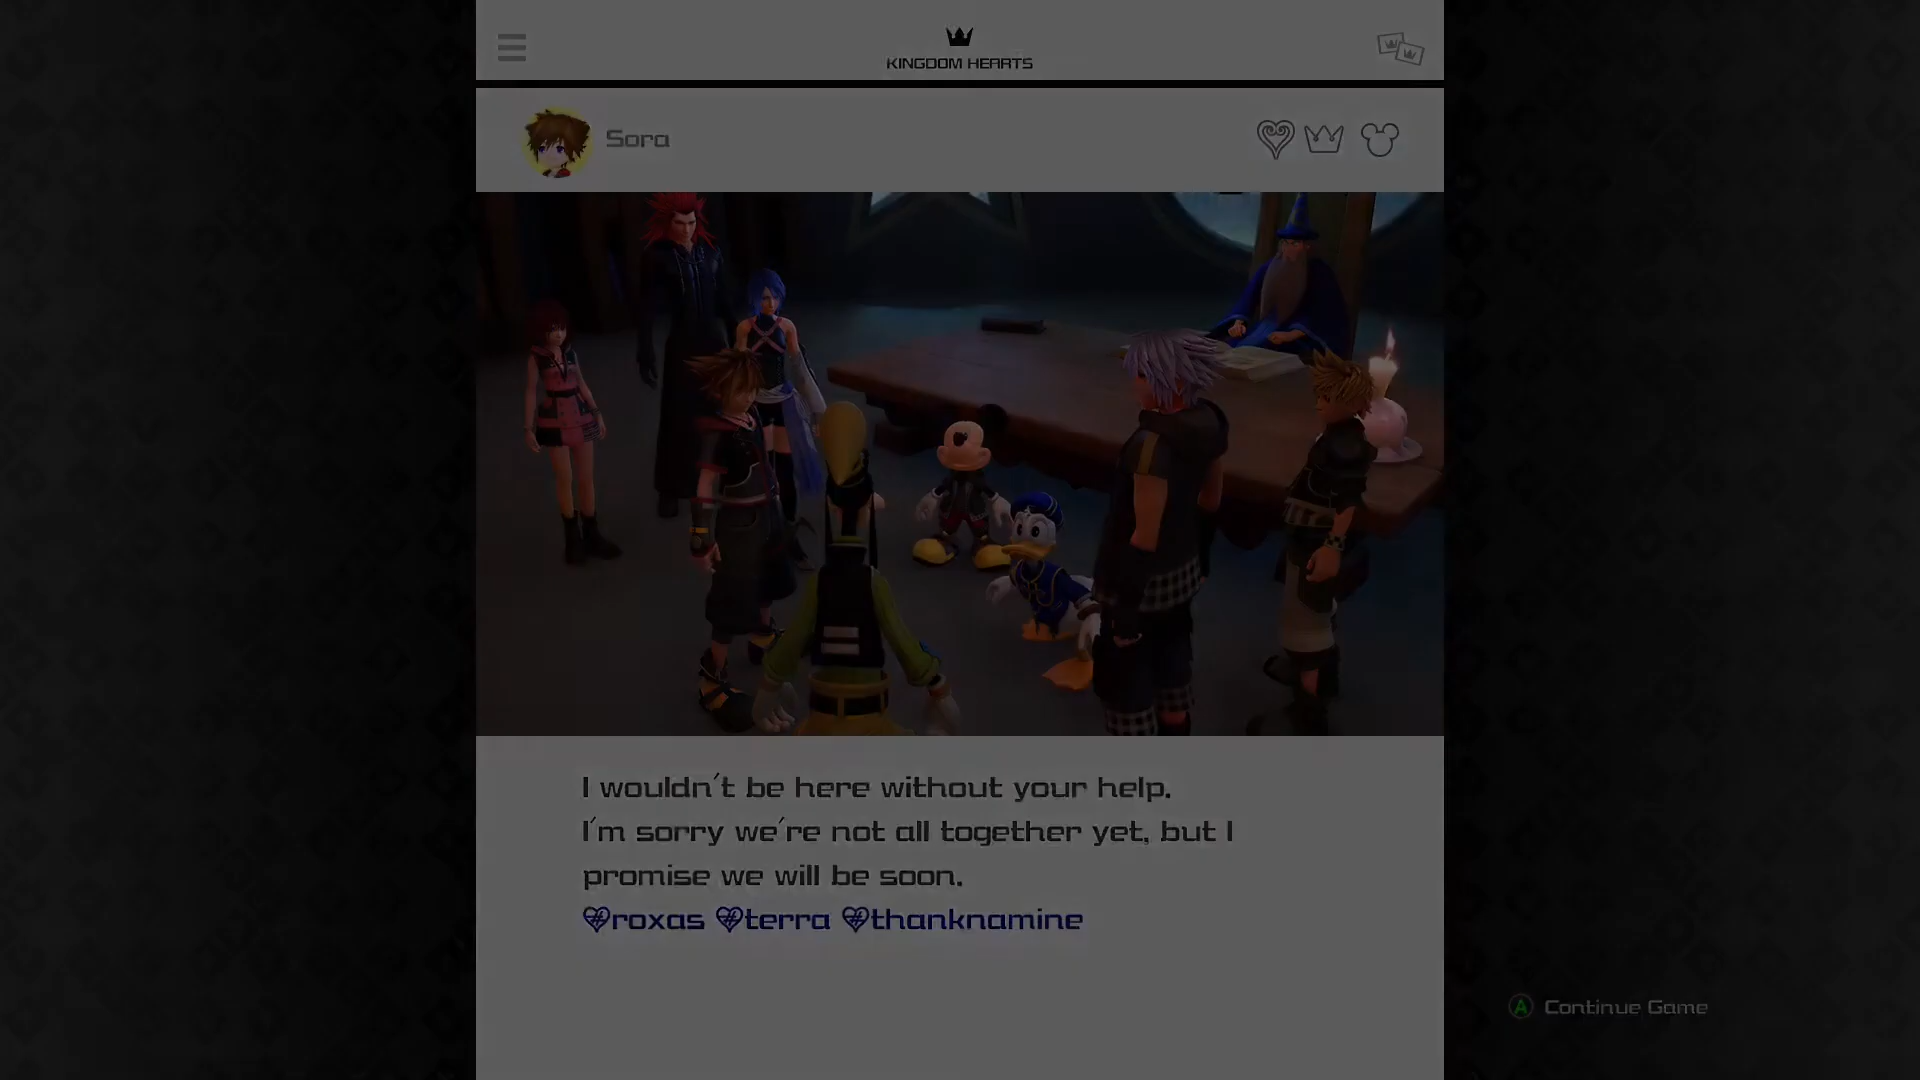 KINGDOM HEARTS
Sora
I wouldn't be here without your help.
I'm sorry we're not all together yet, but I
promise we will be soon.
#roxas #terra #thanknamine
A Continue Game